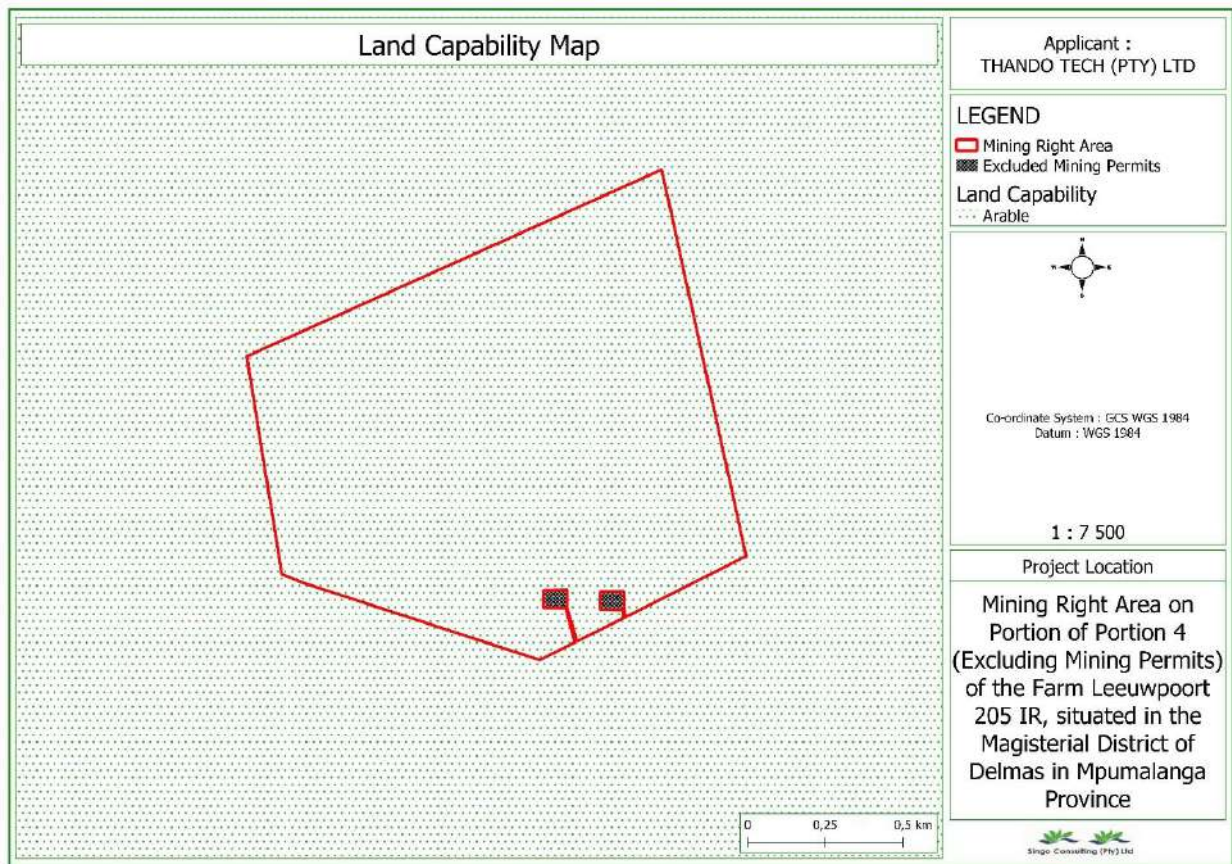 Land Capability Map
Applicant :
THANDO TECH (PTY) LTD
LEGEND
Mining Right Area
Excluded Mining Permits
Land Capability
Arable
N
W
E
S
Co-ordinate System : GCS WGS 1984
Datum : WGS 1984
1 : 7 500
Project Location
Mining Right Area on
Portion of Portion 4
(Excluding Mining Permits)
of the Farm Leeuwpoort
205 IR, situated in the
Magisterial District of
Delmas in Mpumalanga
Province
0 0,25 0,5 km
Singo Consulting (Pty) Ltd